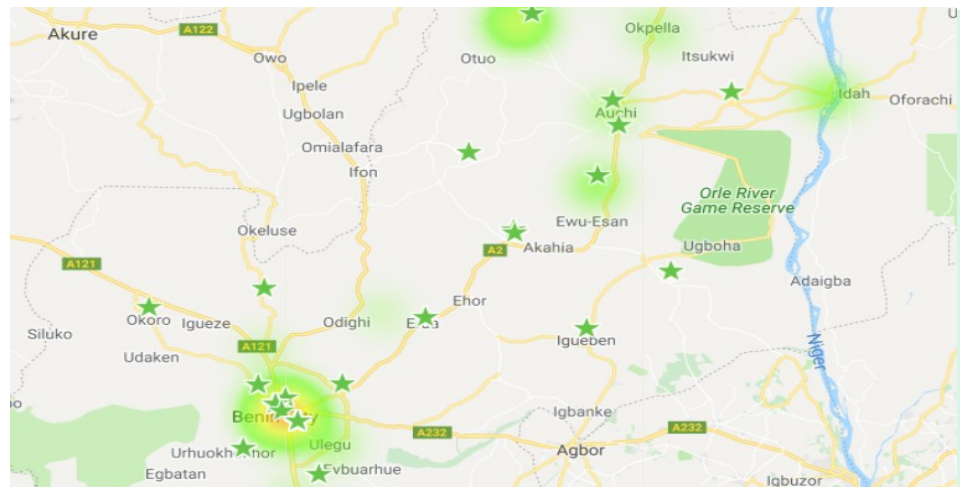 Akure
A122
Okpella
Owo
Otuo
Itsukwi
Ipele
Idah
Oforachi
Ugbolan
Auchi
Omialafara
Ifon
Orle River
Game Reserve
Ewu-Esan
Okeluse
A2
Akahia
Ugboha
A121
Adaigba
Ehor
Okoro
Igueze
Odighi
Siluko
Igueben
Niger
A121
Udaken
Igbanke
Ulegu
A232
A232
Urhuokh
Agbor
Egbatan
Evbuarhue
Igbuzor